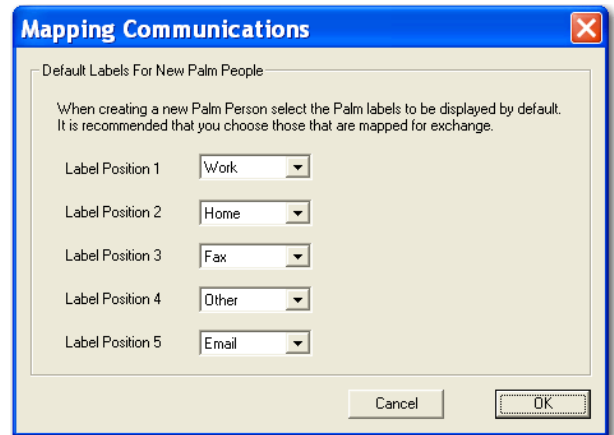 Mapping Communications
Default Labels For New Palm People
When creating a new Palm Person select the Palm labels to be displayed by default.
It is recommended that you choose those that are mapped for exchange.
Label Position 1 Work
Label Position 2 Home
Label Position 3 Fax
Label Position 4 Other
Label Position 5 Email
Cancel OK